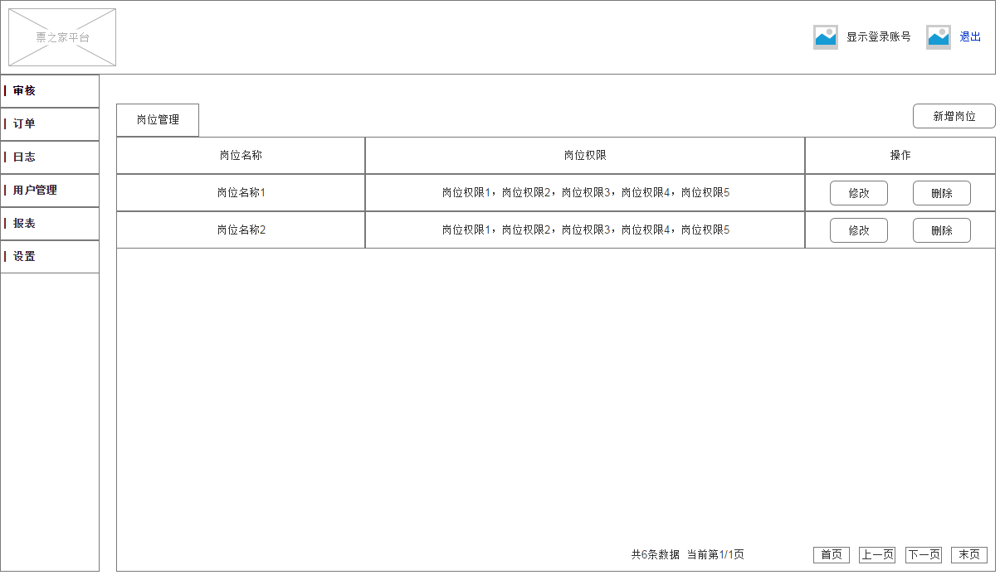 票之家平台
显示登录账号 退出
审核
订单
日志
用户管理
报表
设置
岗位管理 新增岗位
岗位名称 岗位权限 操作
岗位名称1 岗位权限1，岗位权限2，岗位权限3，岗位权限4，岗位权限5 修改 删除
岗位名称2 岗位权限1，岗位权限2，岗位权限3，岗位权限4，岗位权限5 修改 删除
共6条数据 当前第1/1页 首页 上一页 下一页 末页